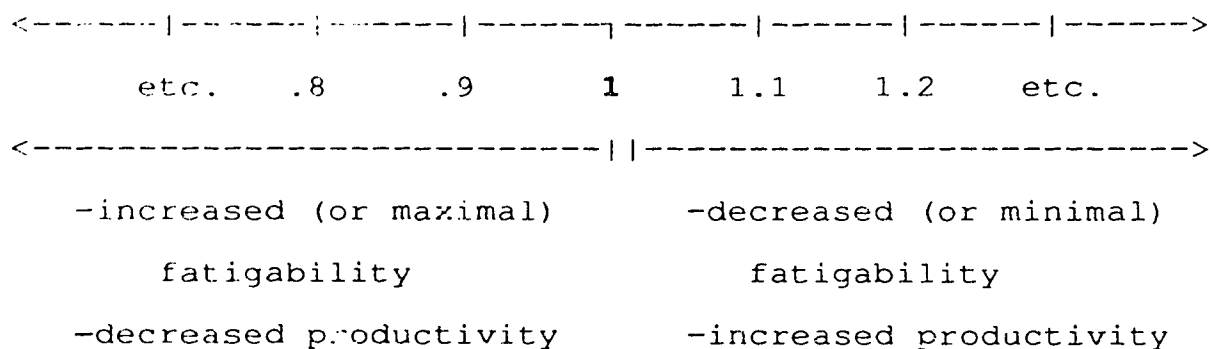 <-------|-------|-------|-------|-------|-------|-------|------->
etc. .8 .9 1 1.1 1.2 etc.
<----------------------------||---------------------------->
-increased (or maximal) -decreased (or minimal)
fatigability fatigability
-decreased productivity -increased productivity